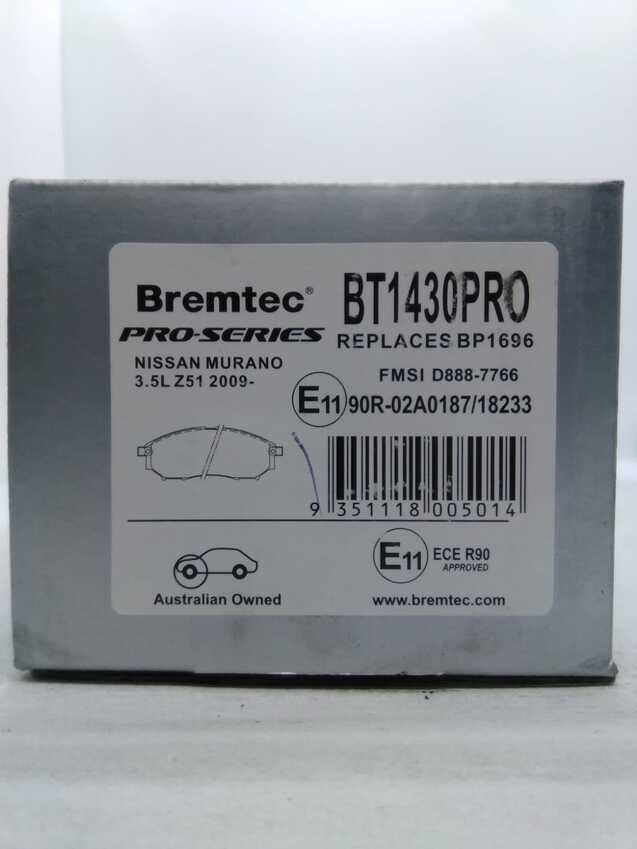 Bremtec®
PRO-SERIES
NISSAN MURANO
3.5L Z51 2009-
BT1430PRO
REPLACES BP1696
FMSI D888-7766
E11 90R-02A0187/18233
9 351118 005014
Australian Owned
E11 ECE R90
APPROVED
www.bremtec.com